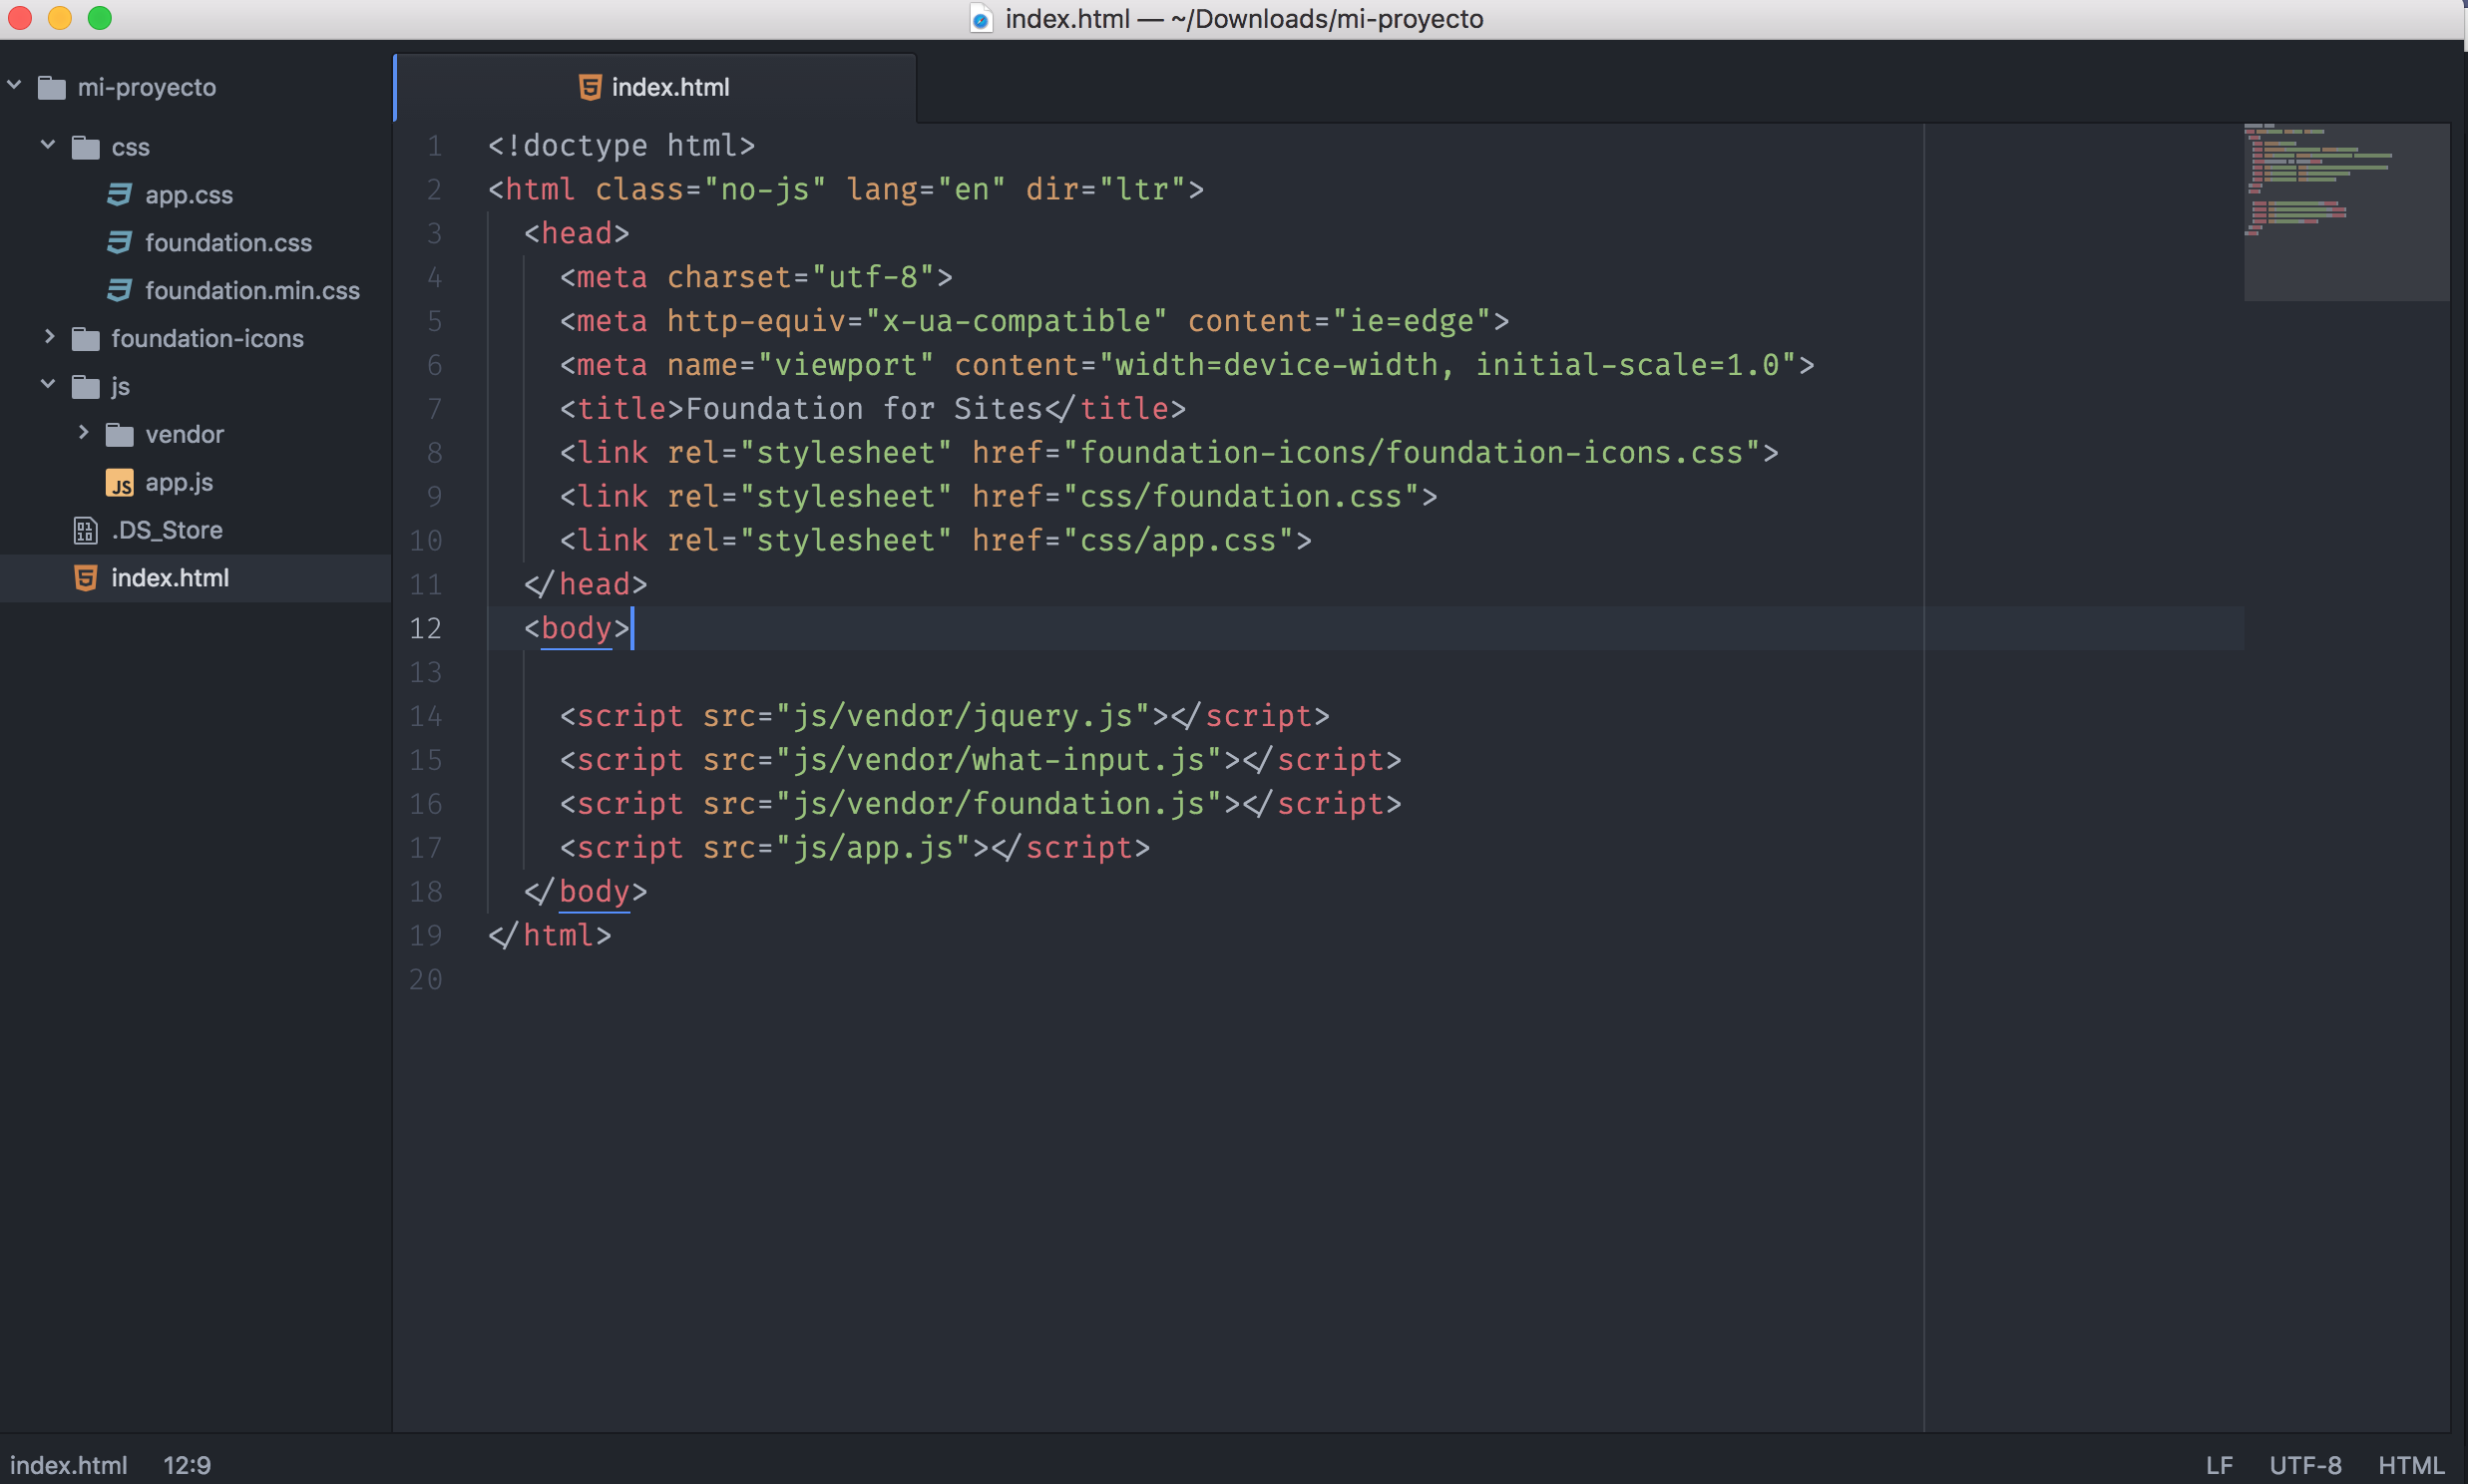 index.html — ~/Downloads/mi-proyecto
mi-proyecto
css
app.css
foundation.css
foundation.min.css
foundation-icons
js
vendor
JS app.js
.DS_Store
index.html
index.html
1 <!doctype html>
2 <html class="no-js" lang="en" dir="ltr">
3 <head>
4 <meta charset="utf-8">
5 <meta http-equiv="x-ua-compatible" content="ie=edge">
6 <meta name="viewport" content="width=device-width, initial-scale=1.0">
7 <title>Foundation for Sites</title>
8 <link rel="stylesheet" href="foundation-icons/foundation-icons.css">
9 <link rel="stylesheet" href="css/foundation.css">
10 <link rel="stylesheet" href="css/app.css">
11 </head>
12 <body>
13
14 <script src="js/vendor/jquery.js"></script>
15 <script src="js/vendor/what-input.js"></script>
16 <script src="js/vendor/foundation.js"></script>
17 <script src="js/app.js"></script>
18 </body>
19 </html>
20
index.html 12:9
LF UTF-8 HTML